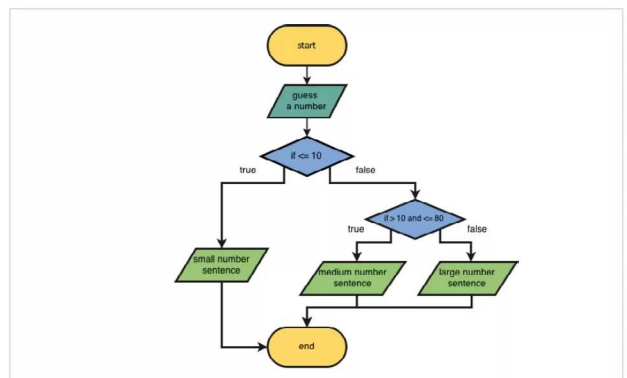 start
guess
a number
if <= 10
true
false
if > 10 and <= 80
true
false
small number
sentence
medium number
sentence
large number
sentence
end